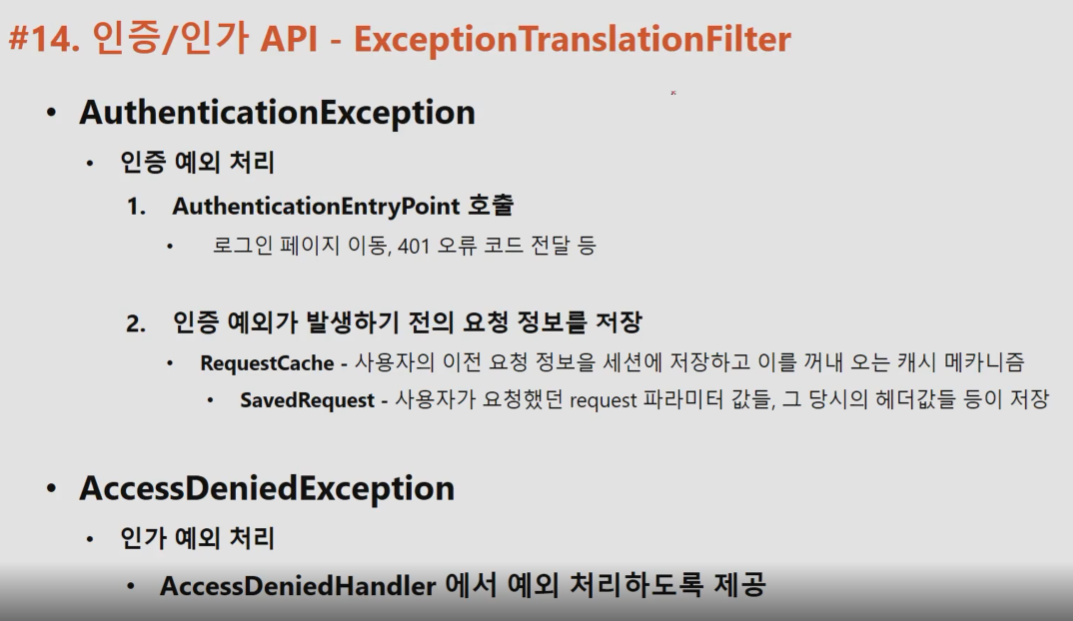 #14. 인증/인가 API - ExceptionTranslationFilter
• AuthenticationException
• 인증 예외 처리
1. AuthenticationEntryPoint 호출
• 로그인 페이지 이동, 401 오류 코드 전달 등
2. 인증 예외가 발생하기 전의 요청 정보를 저장
• RequestCache - 사용자의 이전 요청 정보을 세션에 저장하고 이를 꺼내 오는 캐시 메카니즘
• SavedRequest - 사용자가 요청했던 request 파라미터 값들, 그 당시의 헤더값들 등이 저장
• AccessDeniedException
• 인가 예외 처리
• AccessDeniedHandler 에서 예외 처리하도록 제공